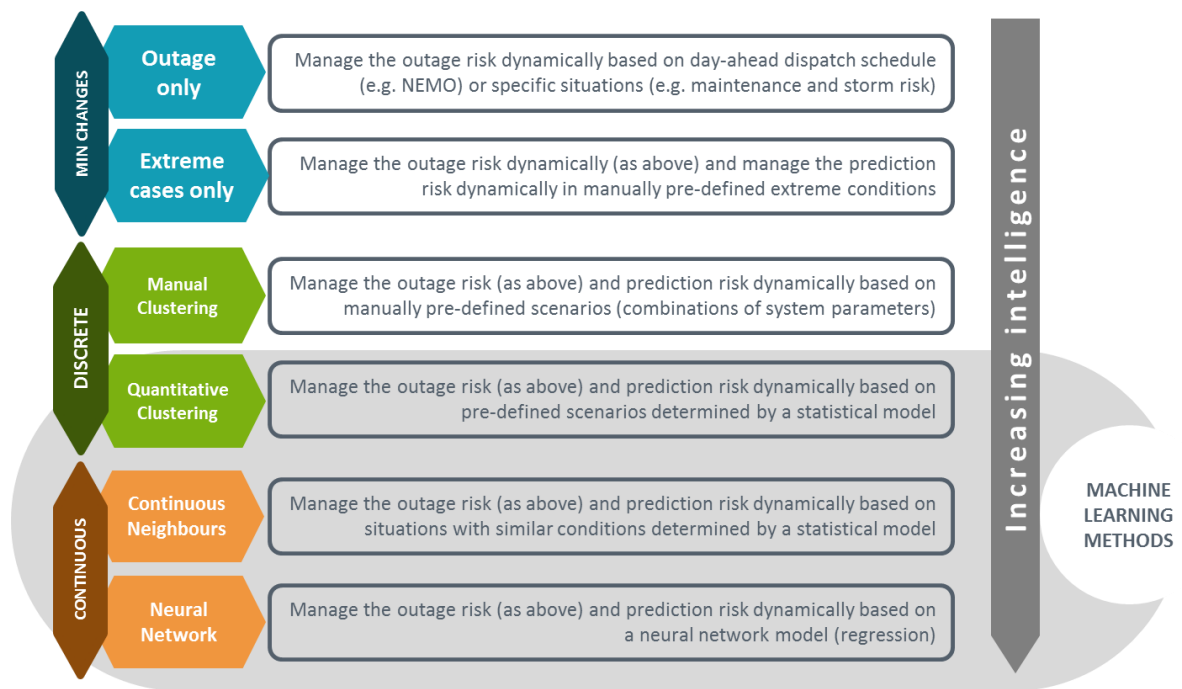 MIN CHANGES
Outage
only
Manage the outage risk dynamically based on day-ahead dispatch schedule
(e.g. NEMO) or specific situations (e.g. maintenance and storm risk)
Extreme
cases only
Manage the outage risk dynamically (as above) and manage the prediction
risk dynamically in manually pre-defined extreme conditions
DISCRETE
Manual
Clustering
Manage the outage risk (as above) and prediction risk dynamically based on
manually pre-defined scenarios (combinations of system parameters)
Quantitative
Clustering
Manage the outage risk (as above) and prediction risk dynamically based on
pre-defined scenarios determined by a statistical model
CONTINUOUS
Continuous
Neighbours
Manage the outage risk (as above) and prediction risk dynamically based on
situations with similar conditions determined by a statistical model
Neural
Network
Manage the outage risk (as above) and prediction risk dynamically based on
a neural network model (regression)
Increasing intelligence
MACHINE
LEARNING
METHODS